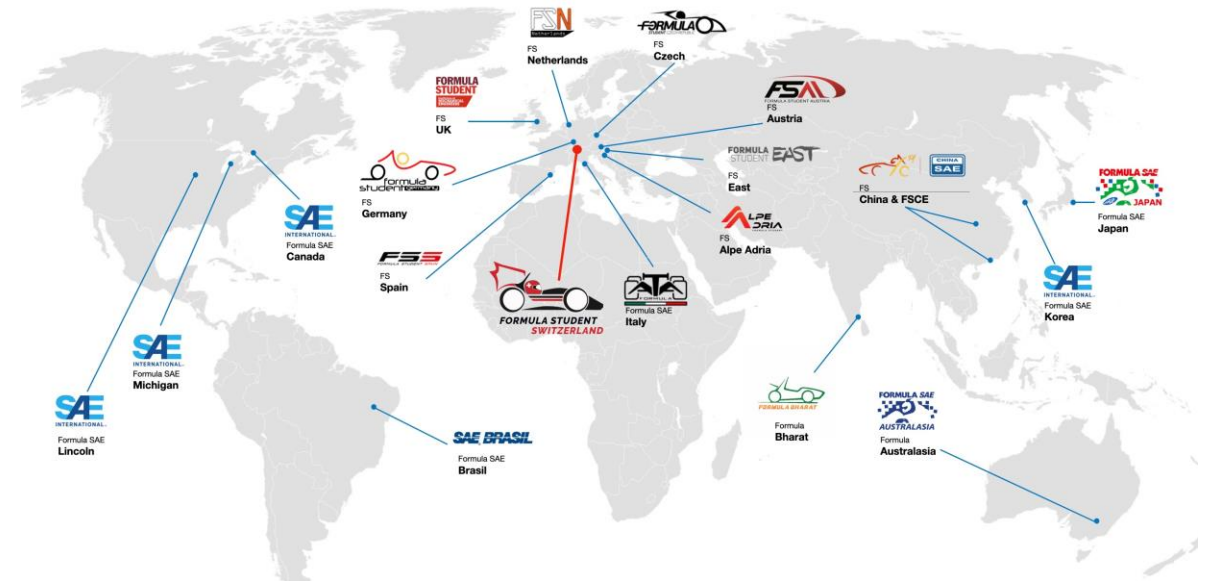 FSN
Netherlands
FS
Netherlands
FORMULA
FS
Czech
FORMULA
STUDENT
FS
UK
FSA
FORMULA STUDENT AUSTRIA
FS
Austria
formula
student germany
FS
Germany
FORMULA
STUDENT EAST
FS
East
CHINA
SAE
FS
China & FSCE
FORMULA SAE
JAPAN
Formula SAE
Japan
SAE
INTERNATIONAL
Formula SAE
Canada
ALPE
ADRIA
FS
Alpe Adria
FSS
FS
Spain
FORMULA STUDENT
SWITZERLAND
ATA
FORMULA
Formula SAE
Italy
SAE
INTERNATIONAL
Formula SAE
Korea
SAE
INTERNATIONAL
Formula SAE
Michigan
SAE
INTERNATIONAL
Formula SAE
Lincoln
SAE BRASIL
Formula SAE
Brasil
FORMULA BHARAT
Formula
Bharat
FORMULA SAE
AUSTRALASIA
Formula
Australasia